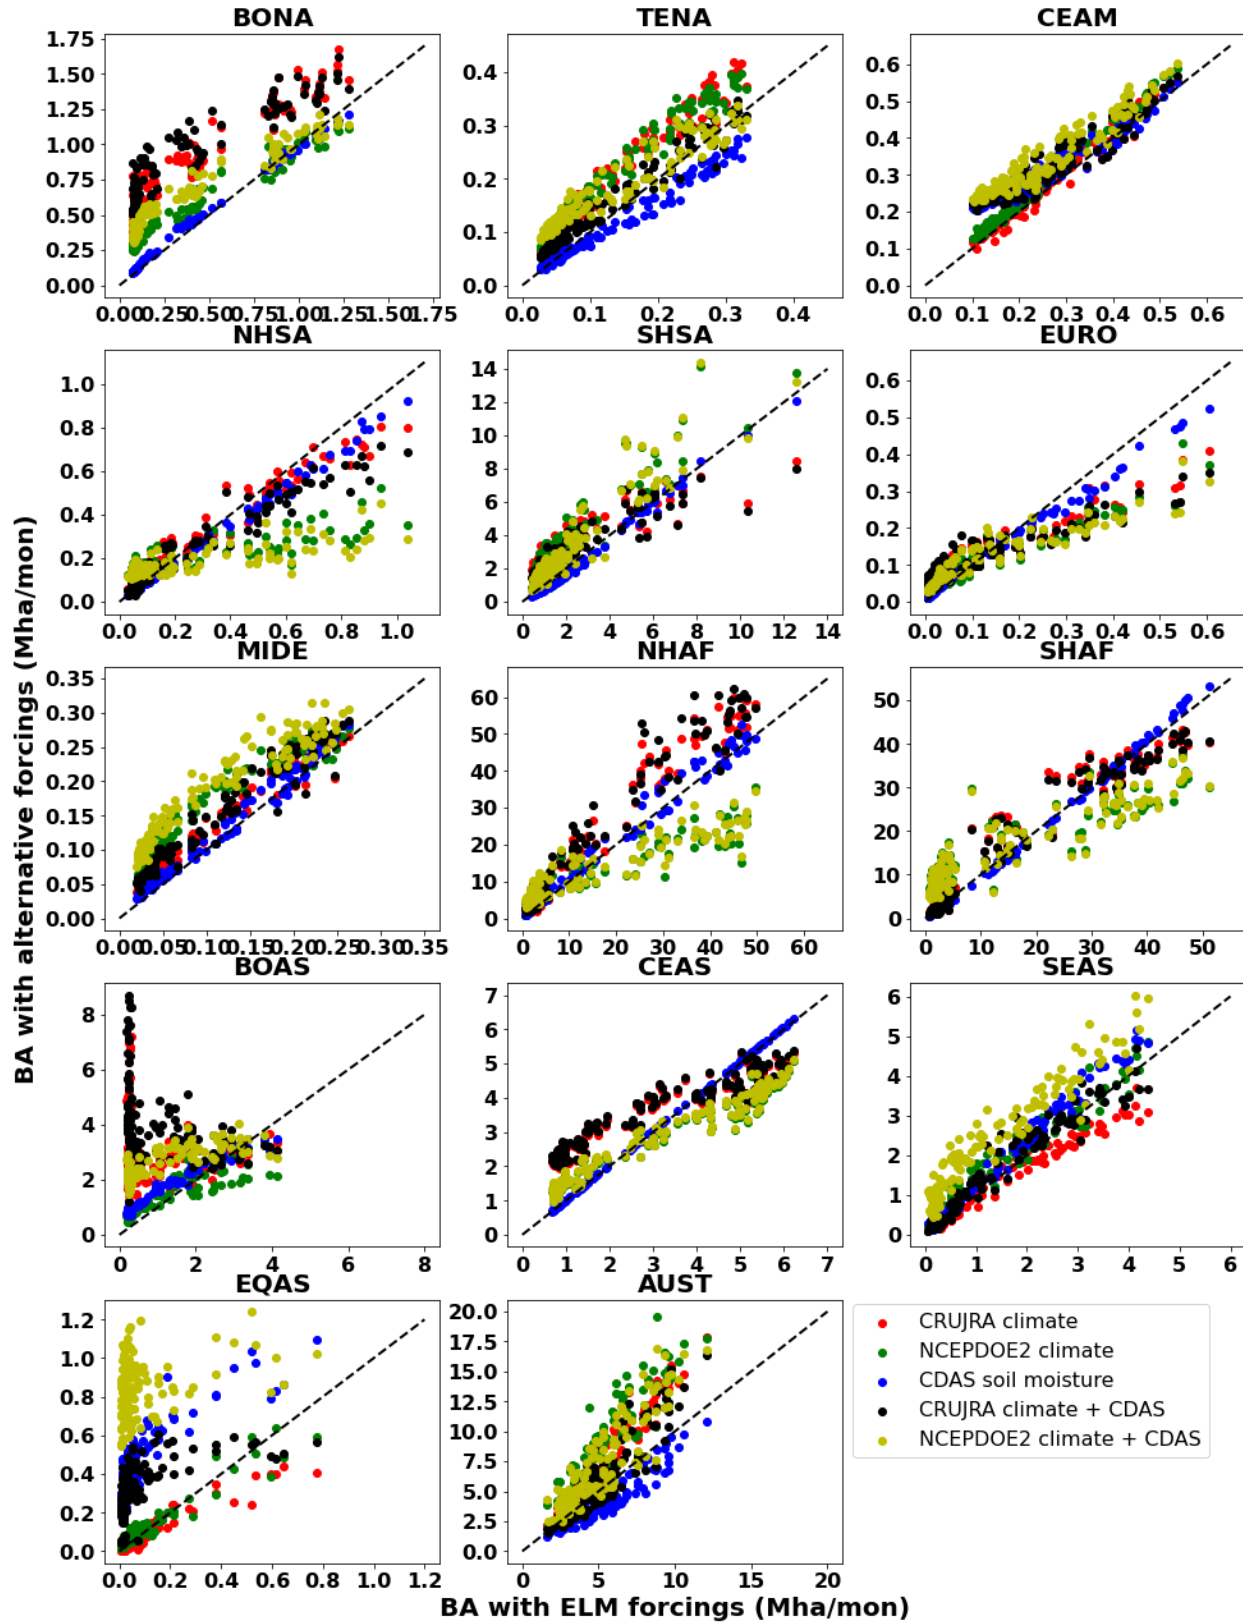 BONA
TENA
CEAM
1.75
1.50
1.25
1.00
0.75
0.50
0.25
0.00
0.00 0.25 0.50 0.75 1.00 1.25 1.50 1.75
0.4
0.3
0.2
0.1
0.0
0.0 0.1 0.2 0.3 0.4
0.6
0.5
0.4
0.3
0.2
0.1
0.0
0.0 0.1 0.2 0.3 0.4 0.5 0.6
NHSA
SHSA
EURO
1.0
0.8
0.6
0.4
0.2
0.0
0.0 0.2 0.4 0.6 0.8 1.0
14
12
10
8
6
4
2
0
0 2 4 6 8 10 12 14
0.6
0.5
0.4
0.3
0.2
0.1
0.0
0.0 0.1 0.2 0.3 0.4 0.5 0.6
MIDE
NHAF
SHAF
0.35
0.30
0.25
0.20
0.15
0.10
0.05
0.00
0.00 0.05 0.10 0.15 0.20 0.25 0.30 0.35
60
50
40
30
20
10
0
0 10 20 30 40 50 60
50
40
30
20
10
0
0 10 20 30 40 50
BOAS
CEAS
SEAS
8
6
4
2
0
0 2 4 6 8
7
6
5
4
3
2
1
0
0 1 2 3 4 5 6 7
6
5
4
3
2
1
0
0 1 2 3 4 5 6
EQAS
AUST
1.2
1.0
0.8
0.6
0.4
0.2
0.0
0.0 0.2 0.4 0.6 0.8 1.0 1.2
20.0
17.5
15.0
12.5
10.0
7.5
5.0
2.5
0.0
0 5 10 15 20
CRUJRA climate
NCEPDOE2 climate
CDAS soil moisture
CRUJRA climate + CDAS
NCEPDOE2 climate + CDAS
BA with alternative forcings (Mha/mon)
BA with ELM forcings (Mha/mon)